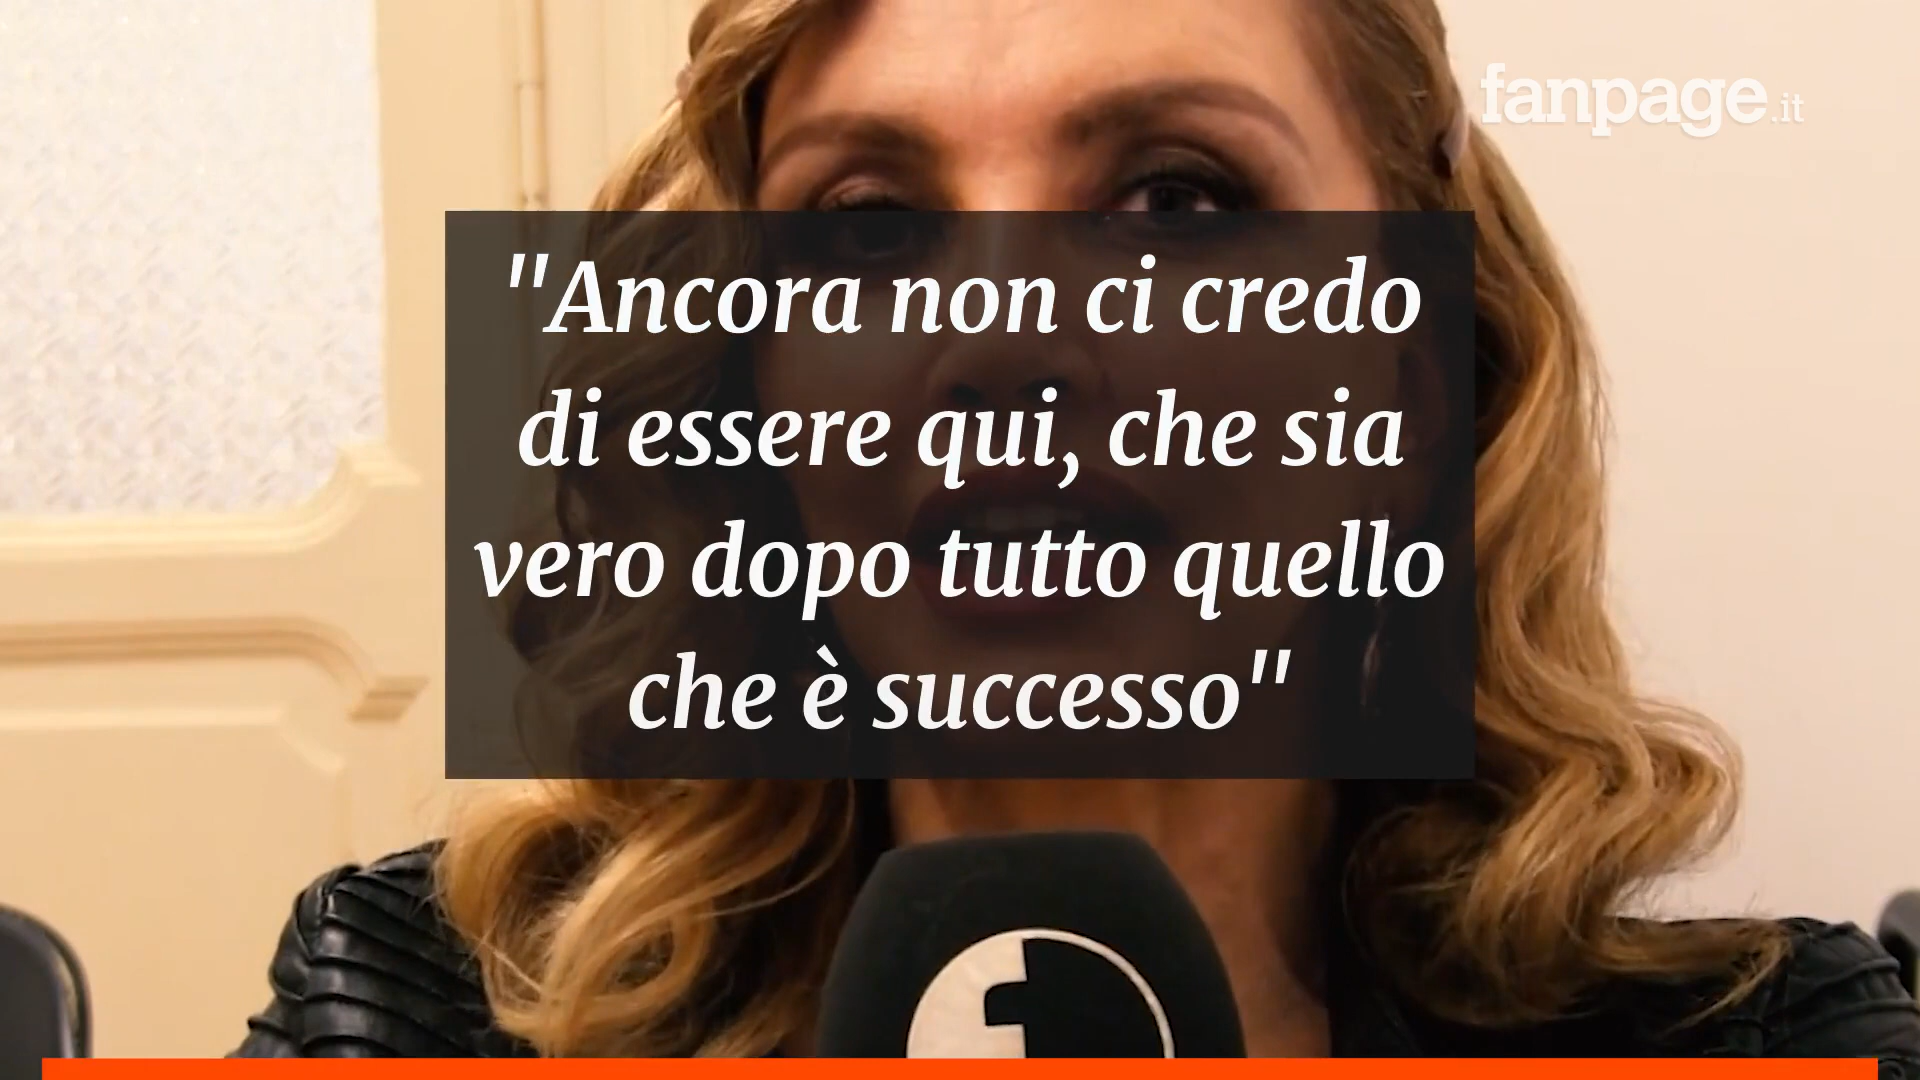 fanpage.it
"Ancora non ci credo
di essere qui, che sia
vero dopo tutto quello
che è successo"